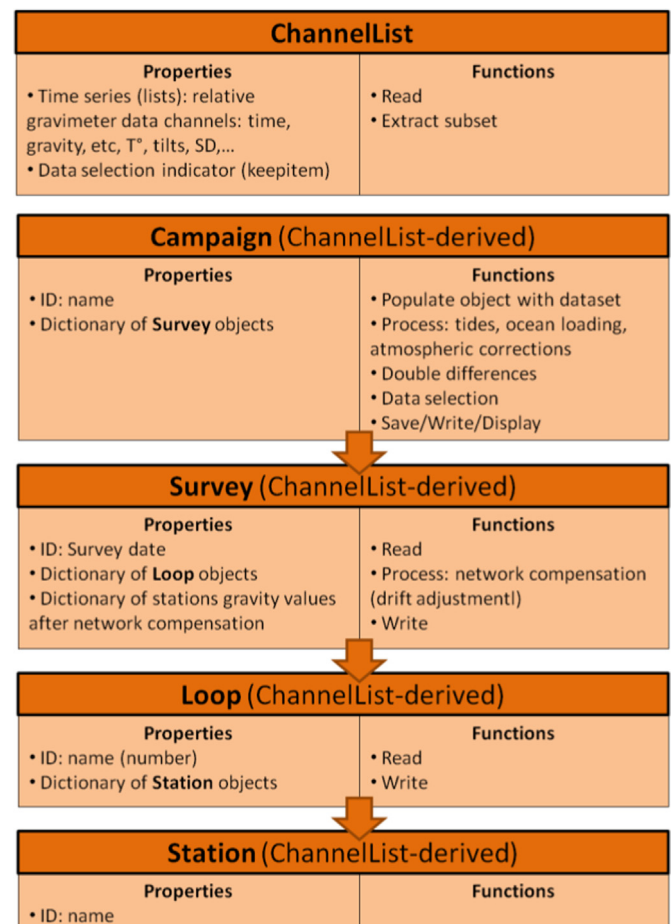 ChannelList
Properties
• Time series (lists): relative
gravimeter data channels: time,
gravity, etc, T°, tilts, SD,...
• Data selection indicator (keepitem)
Functions
• Read
• Extract subset
Campaign (ChannelList-derived)
Properties
• ID: name
• Dictionary of Survey objects
Functions
• Populate object with dataset
• Process: tides, ocean loading,
atmospheric corrections
• Double differences
• Data selection
• Save/Write/Display
Survey (ChannelList-derived)
Properties
• ID: Survey date
• Dictionary of Loop objects
• Dictionary of stations gravity values
after network compensation
Functions
• Read
• Process: network compensation
(drift adjustmentl)
• Write
Loop (ChannelList-derived)
Properties
• ID: name (number)
• Dictionary of Station objects
Functions
• Read
• Write
Station (ChannelList-derived)
Properties
• ID: name
Functions